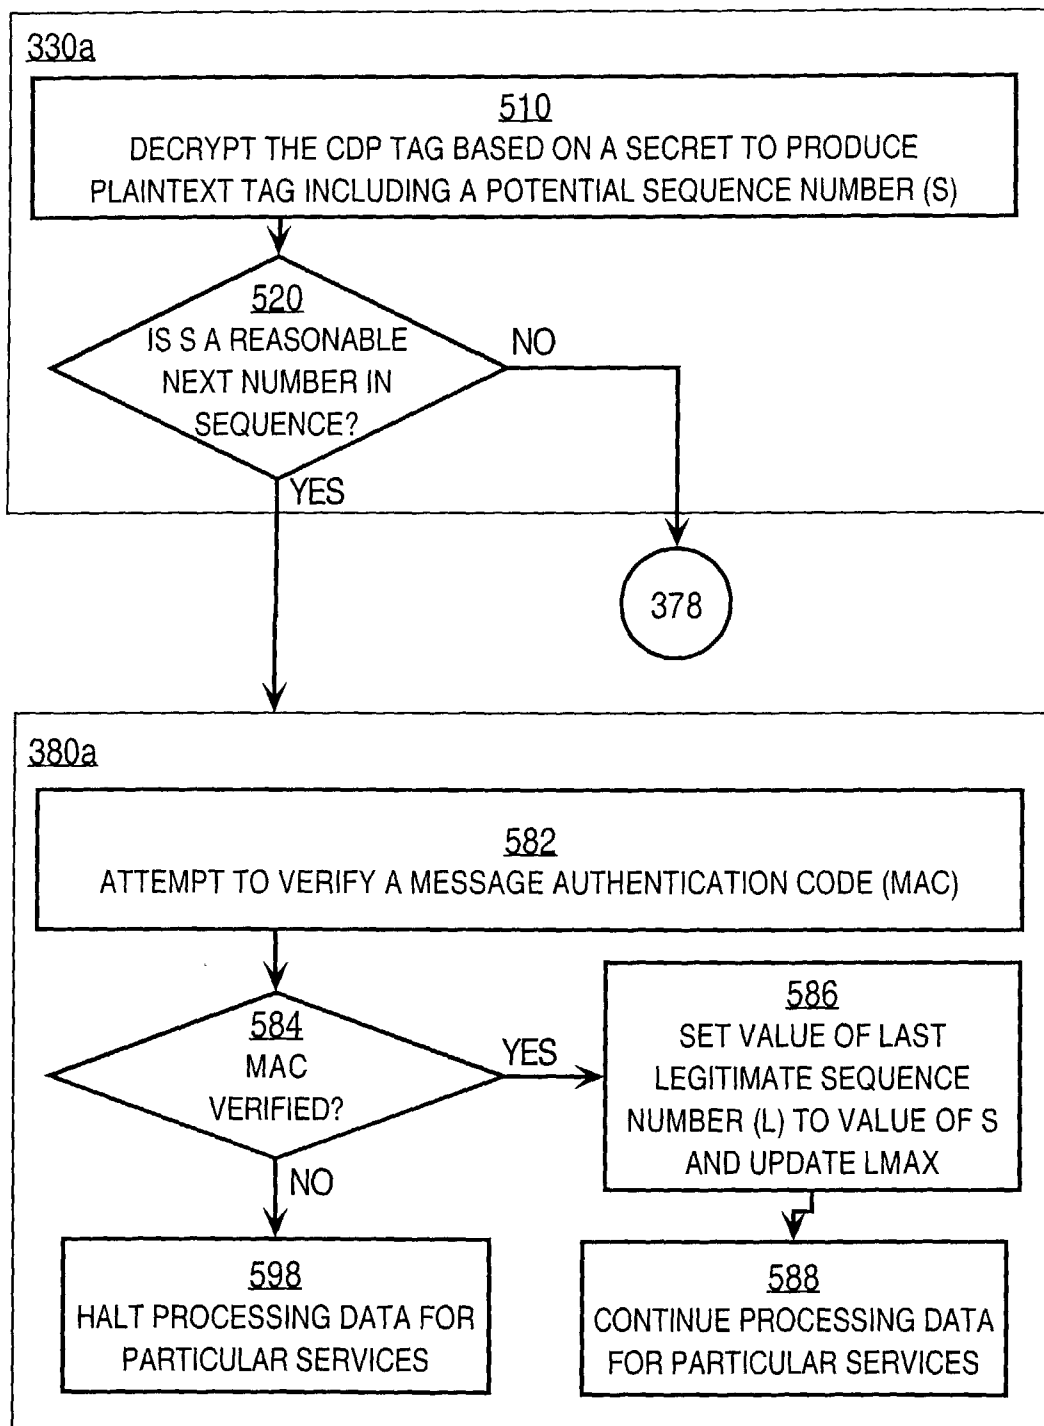 330a
510
DECRYPT THE CDP TAG BASED ON A SECRET TO PRODUCE
PLAINTEXT TAG INCLUDING A POTENTIAL SEQUENCE NUMBER (S)
520
IS S A REASONABLE
NEXT NUMBER IN
SEQUENCE?
NO
YES
378
380a
582
ATTEMPT TO VERIFY A MESSAGE AUTHENTICATION CODE (MAC)
584
MAC
VERIFIED?
YES
NO
586
SET VALUE OF LAST
LEGITIMATE SEQUENCE
NUMBER (L) TO VALUE OF S
AND UPDATE LMAX
598
HALT PROCESSING DATA FOR
PARTICULAR SERVICES
588
CONTINUE PROCESSING DATA
FOR PARTICULAR SERVICES